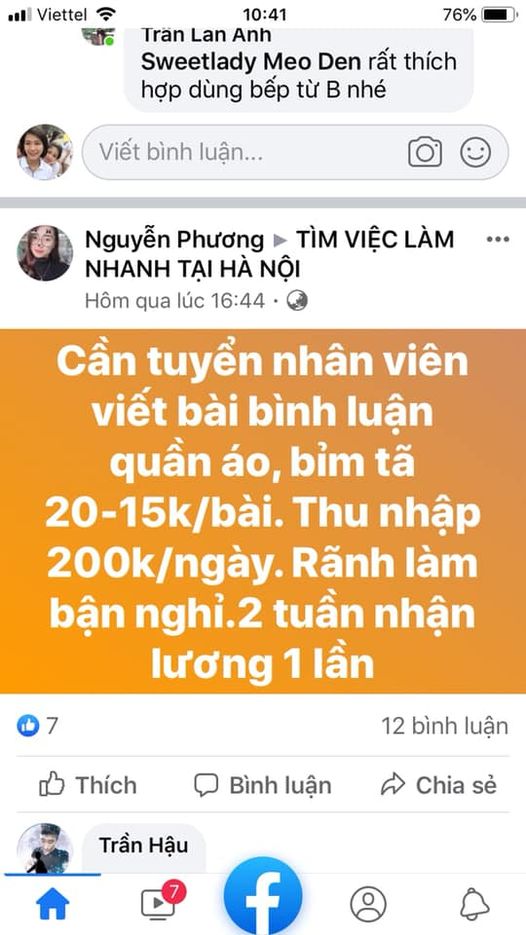 Viettel 10:41 76%
Trần Lan Anh
Sweetlady Meo Den rất thích
hợp dùng bếp từ B nhé
Viết bình luận...
Nguyễn Phương ▸ TÌM VIỆC LÀM
NHANH TẠI HÀ NỘI
Hôm qua lúc 16:44 ·
Cần tuyển nhân viên
viết bài bình luận
quần áo, bỉm tã
20-15k/bài. Thu nhập
200k/ngày. Rãnh làm
bận nghỉ.2 tuần nhận
lương 1 lần
7 12 bình luận
Thích Bình luận Chia sẻ
Trần Hậu
7